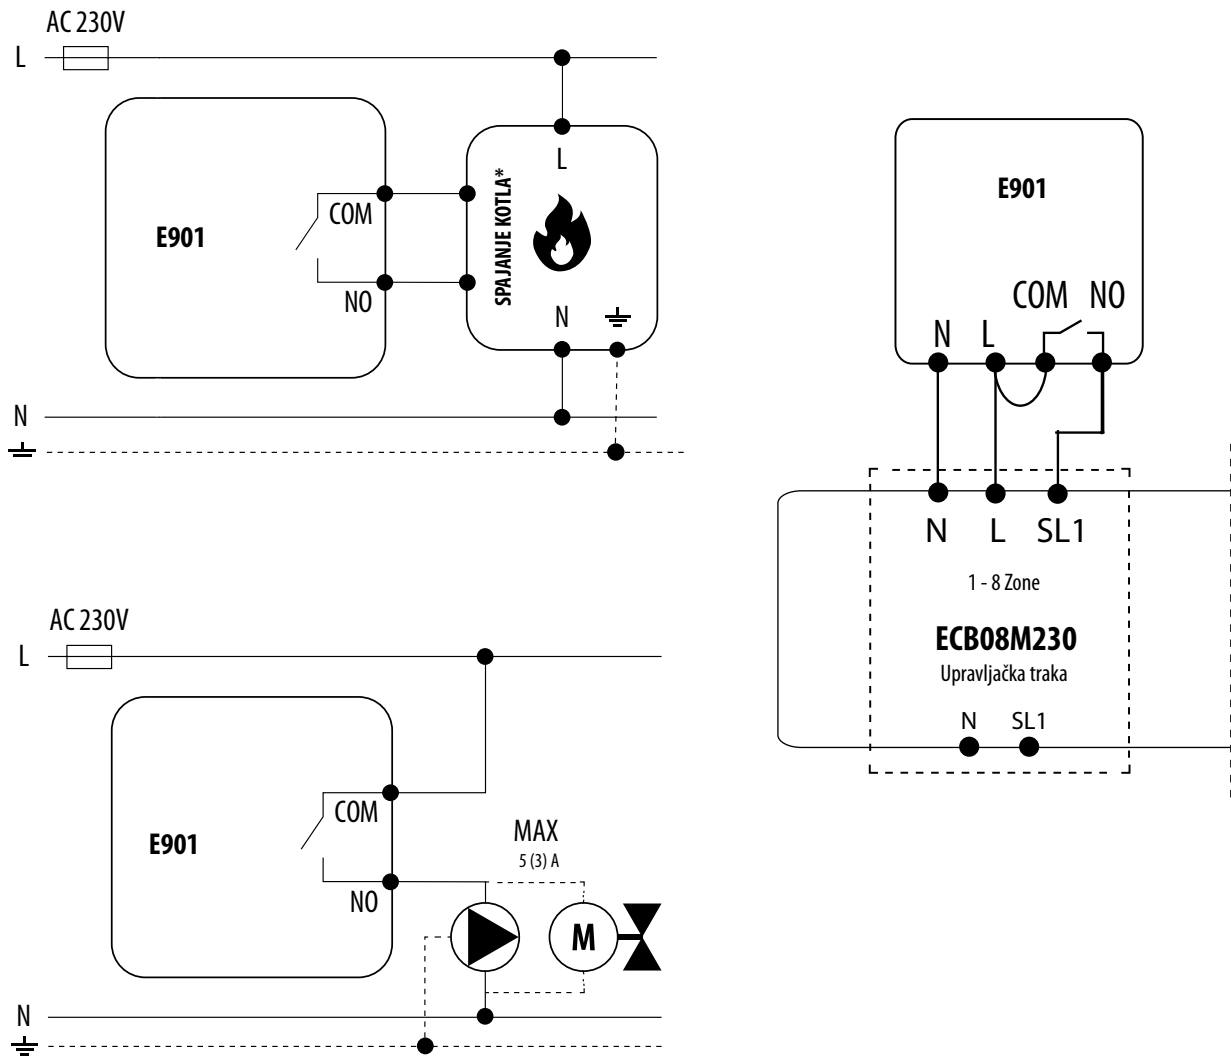 AC 230V
L
E901
COM
NO
SPAJANJE KOTLA*
L
N
N
E901
COM NO
N L
N L SL1
1 - 8 Zone
ECB08M230
Upravljačka traka
N SL1
AC 230V
L
E901
COM
NO
MAX
5 (3) A
M
N